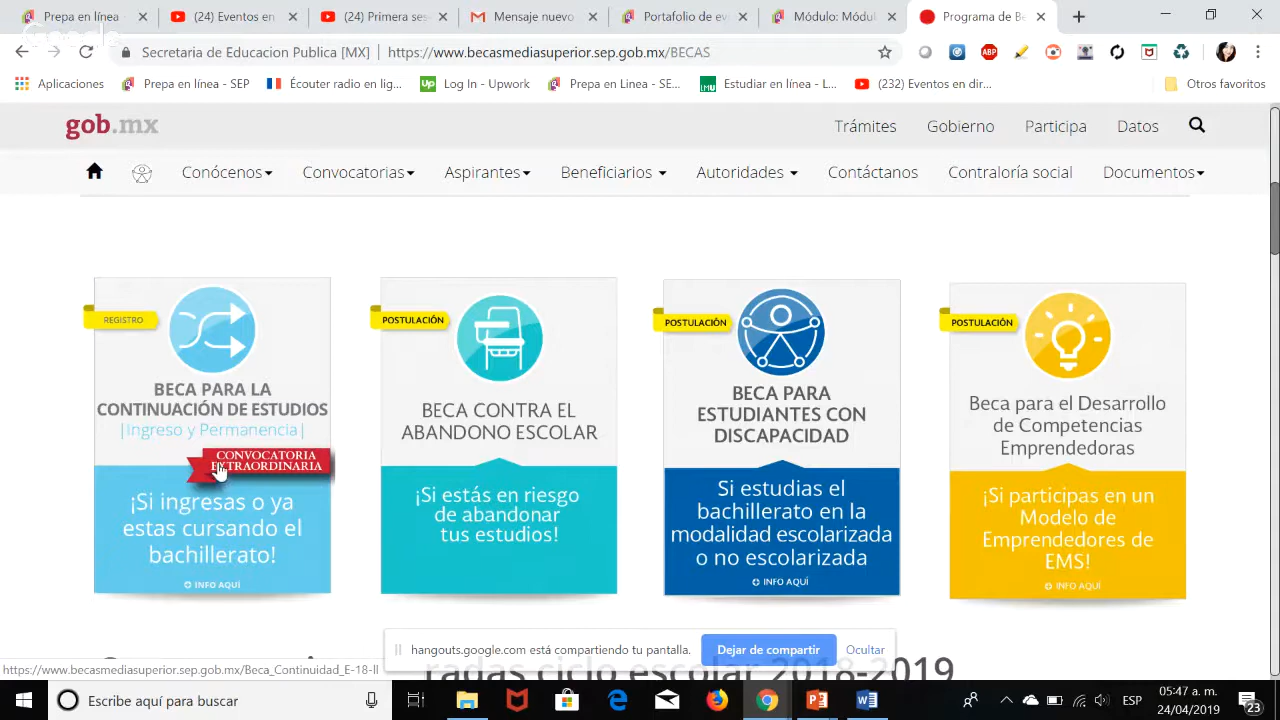 Prepa en línea -
(24) Eventos en
(24) Primera se
Mensaje nuevo
Portafolio de ev
Módulo: Módul
Programa de Be
Google
Secretaria de Educacion Publica [MX] | https://www.becasmediasuperior.sep.gob.mx/BECAS
ABP
Aplicaciones
Prepa en línea - SEP
Écouter radio en lig...
Up Log In - Upwork
Prepa en Linea - SE...
LMU Estudiar en línea - L...
(232) Eventos en dir...
Otros favoritos
gob.mx
Trámites
Gobierno
Participa
Datos
Conócenos
Convocatorias
Aspirantes
Beneficiarios
Autoridades
Contáctanos
Contraloría social
Documentos
REGISTRO
BECA PARA LA
CONTINUACIÓN DE ESTUDIOS
|Ingreso y Permanencia|
CONVOCATORIA
EXTRAORDINARIA
¡Si ingresas o ya
estas cursando el
bachillerato!
INFO AQUÍ
POSTULACIÓN
BECA CONTRA EL
ABANDONO ESCOLAR
¡Si estás en riesgo
de abandonar
tus estudios!
POSTULACIÓN
BECA PARA
ESTUDIANTES CON
DISCAPACIDAD
Si estudias el
bachillerato en la
modalidad escolarizada
o no escolarizada
INFO AQUÍ
POSTULACIÓN
Beca para el Desarrollo
de Competencias
Emprendedoras
¡Si participas en un
Modelo de
Emprendedores de
EMS!
INFO AQUÍ
hangouts.google.com está compartiendo tu pantalla.
Dejar de compartir
Ocultar
radas ciclo escolar 2018-2019
https://www.becasmediasuperior.sep.gob.mx/Beca_Continuidad_E-18-II
Escribe aquí para buscar
ESP
05:47 a. m.
24/04/2019
23